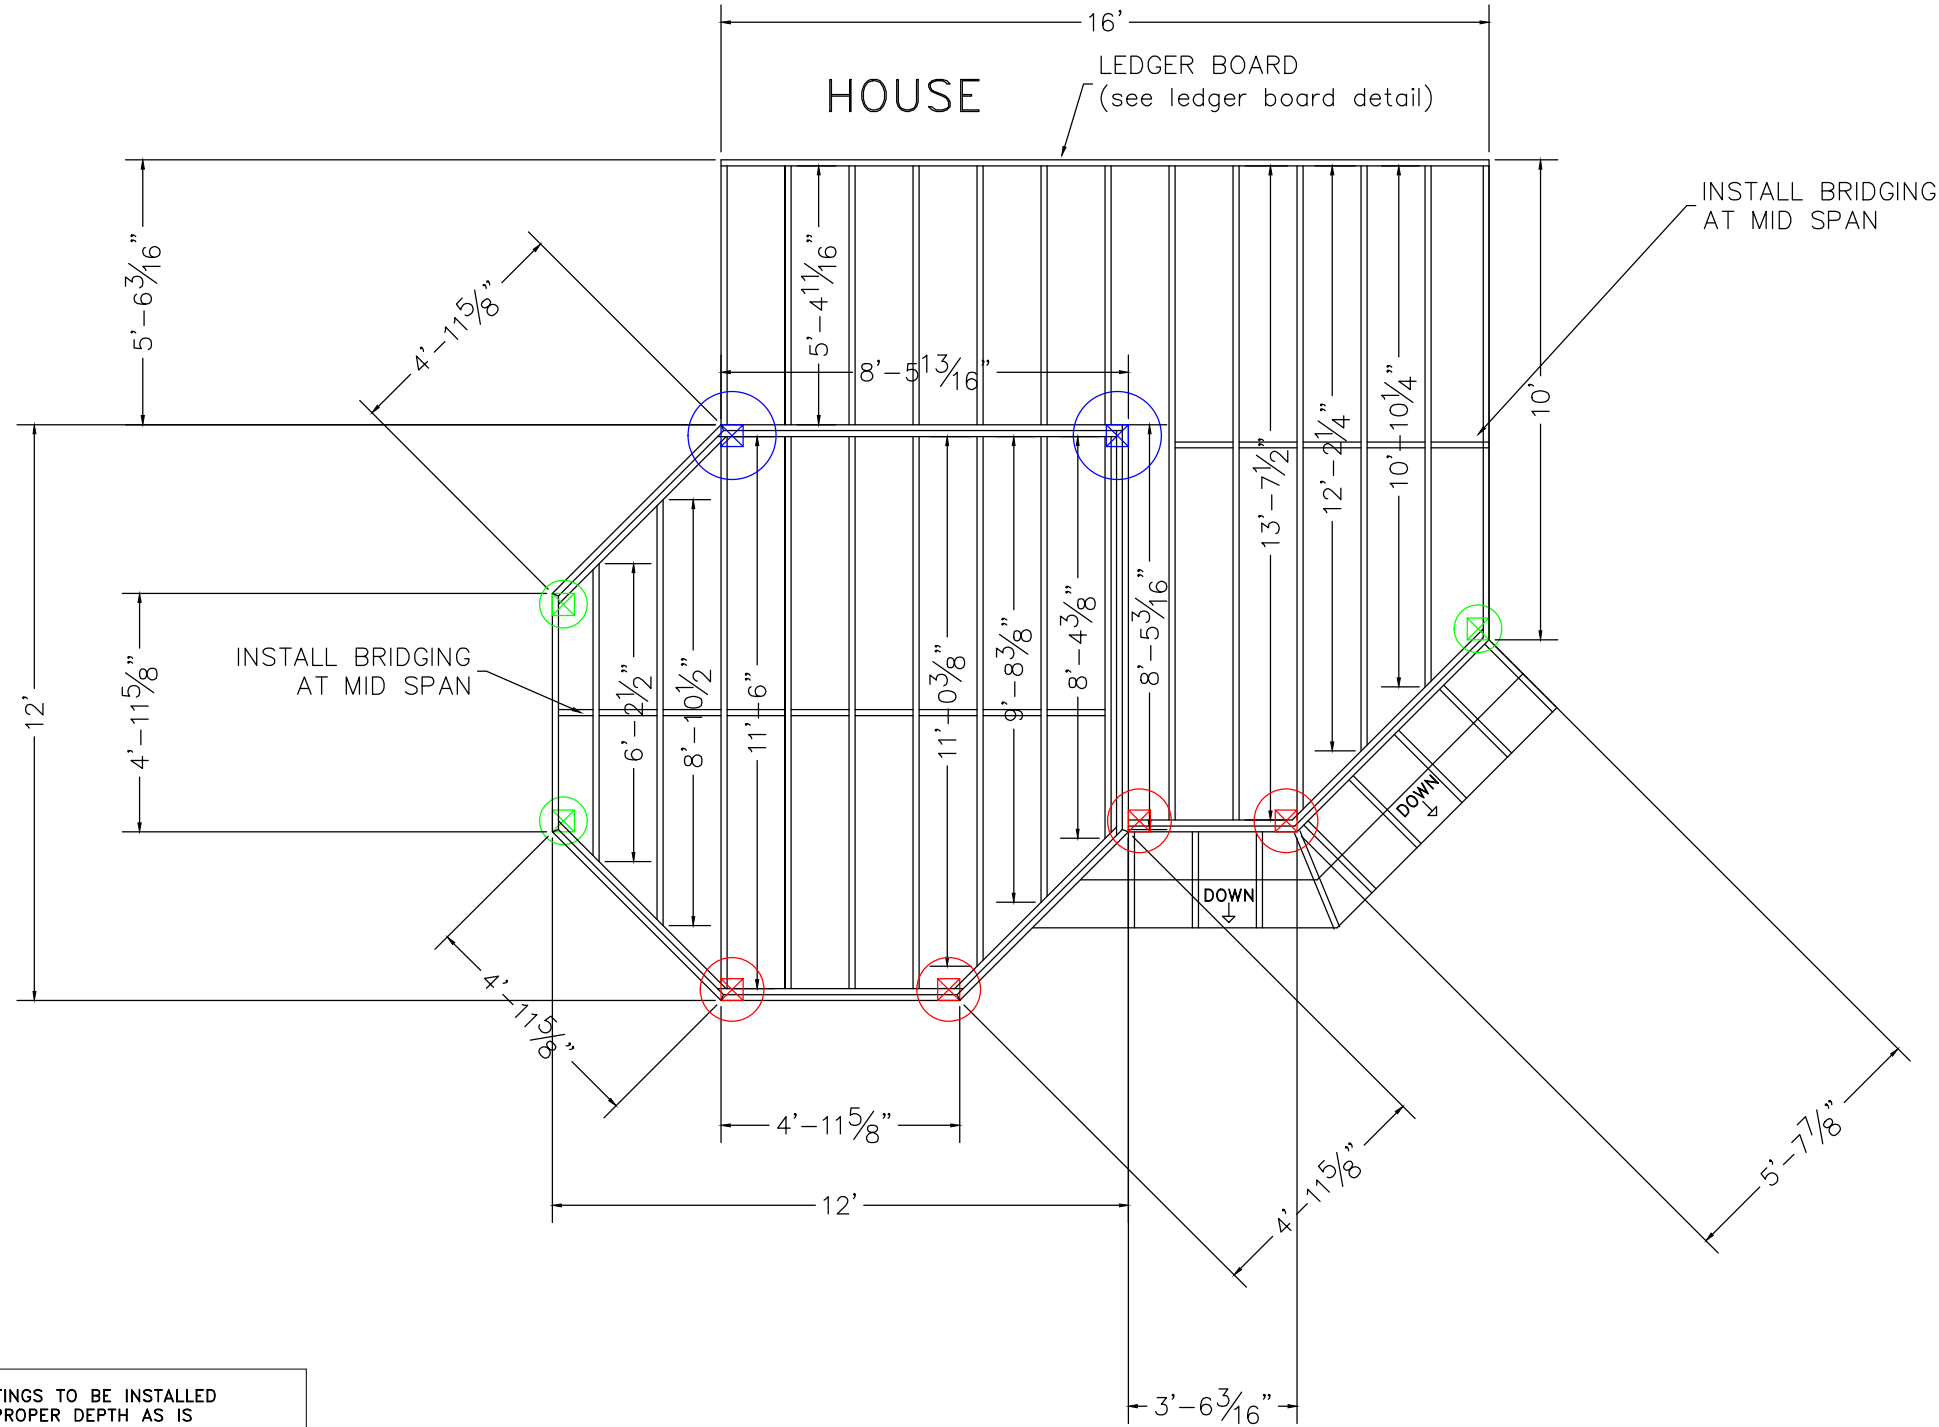 16'
HOUSE
LEDGER BOARD
(see ledger board detail)
INSTALL BRIDGING
AT MID SPAN
5'-6 3/16"
4'-11 5/8"
5'-4 11/16"
8'-5 13/16"
10'
13'-7 1/2"
12'-2 1/4"
10'-10 1/4"
12'
4'-11 5/8"
INSTALL BRIDGING
AT MID SPAN
6'-2 1/2"
8'-10 1/2"
11'-6"
11'-0 3/8"
9'-8 3/8"
8'-4 3/8"
8'-5 3/16"
DOWN
DOWN
4'-11 5/8"
4'-11 5/8"
4'-11 5/8"
5'-7 7/8"
12'
3'-6 3/16"
TINGS TO BE INSTALLED
PROPER DEPTH AS IS